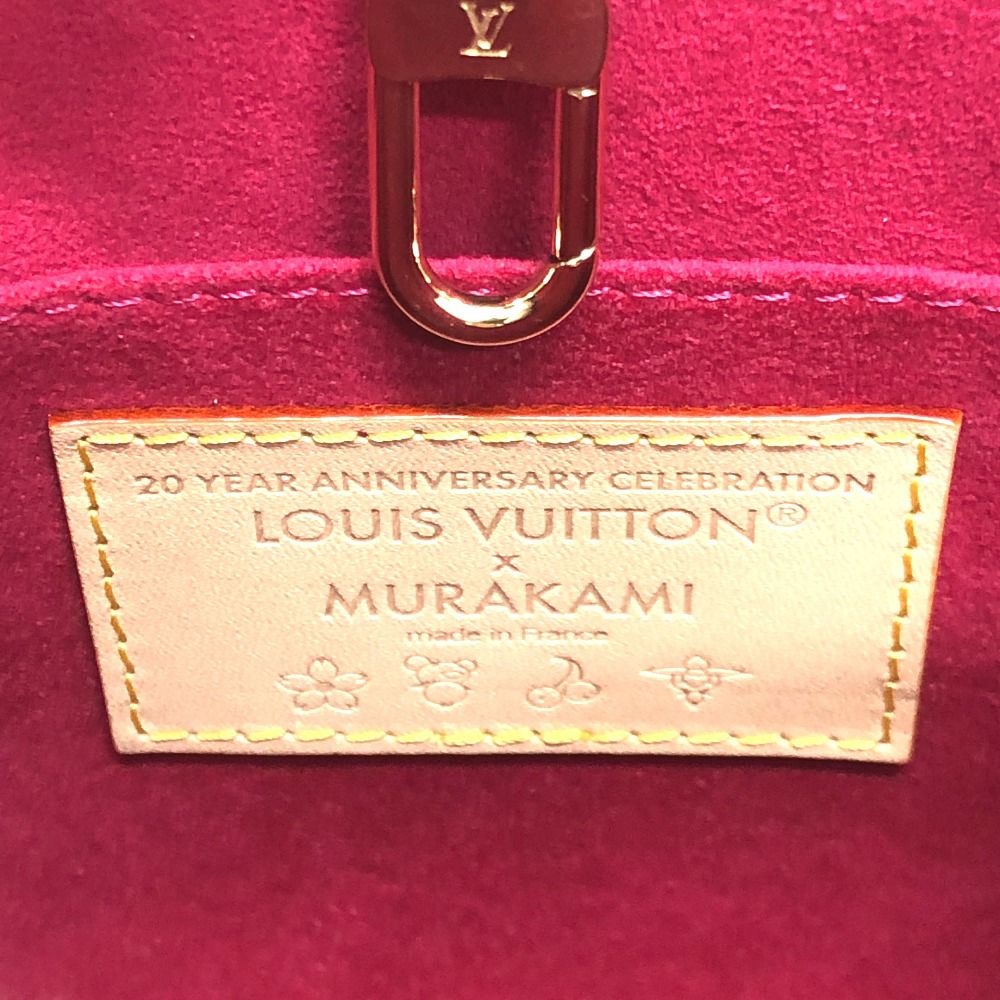 LV
20 YEAR ANNIVERSARY CELEBRATION
LOUIS VUITTON®
x
MURAKAMI
made in France